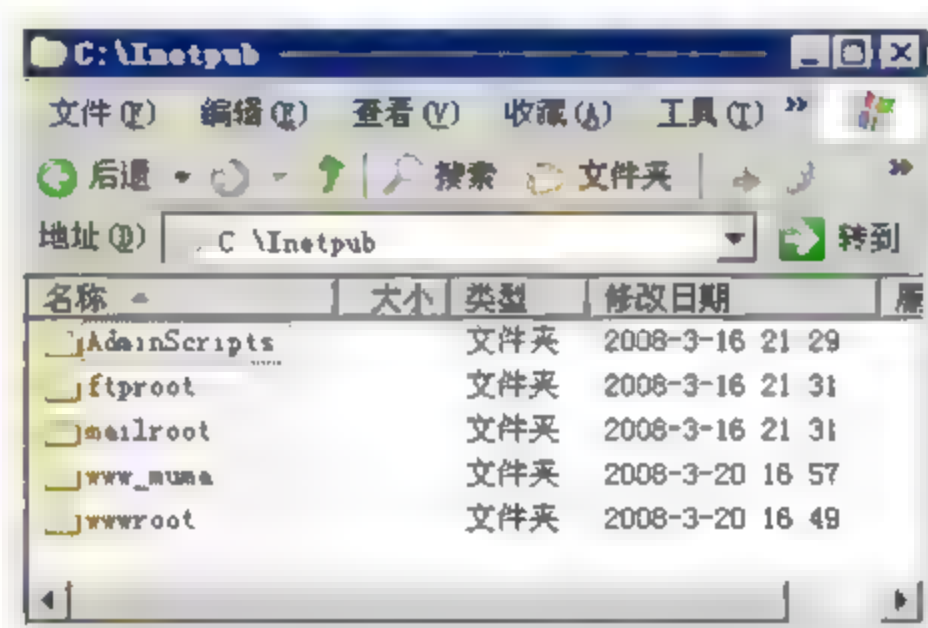 C:\Inetpub
文件(F) 编辑(E) 查看(V) 收藏(A) 工具(T) »
后退 搜索 文件夹 »
地址(D) C \Inetpub 转到
名称 大小 类型 修改日期
AdminScripts 文件夹 2008-3-16 21 29
ftproot 文件夹 2008-3-16 21 31
mailroot 文件夹 2008-3-16 21 31
www_muma 文件夹 2008-3-20 16 57
wwwroot 文件夹 2008-3-20 16 49